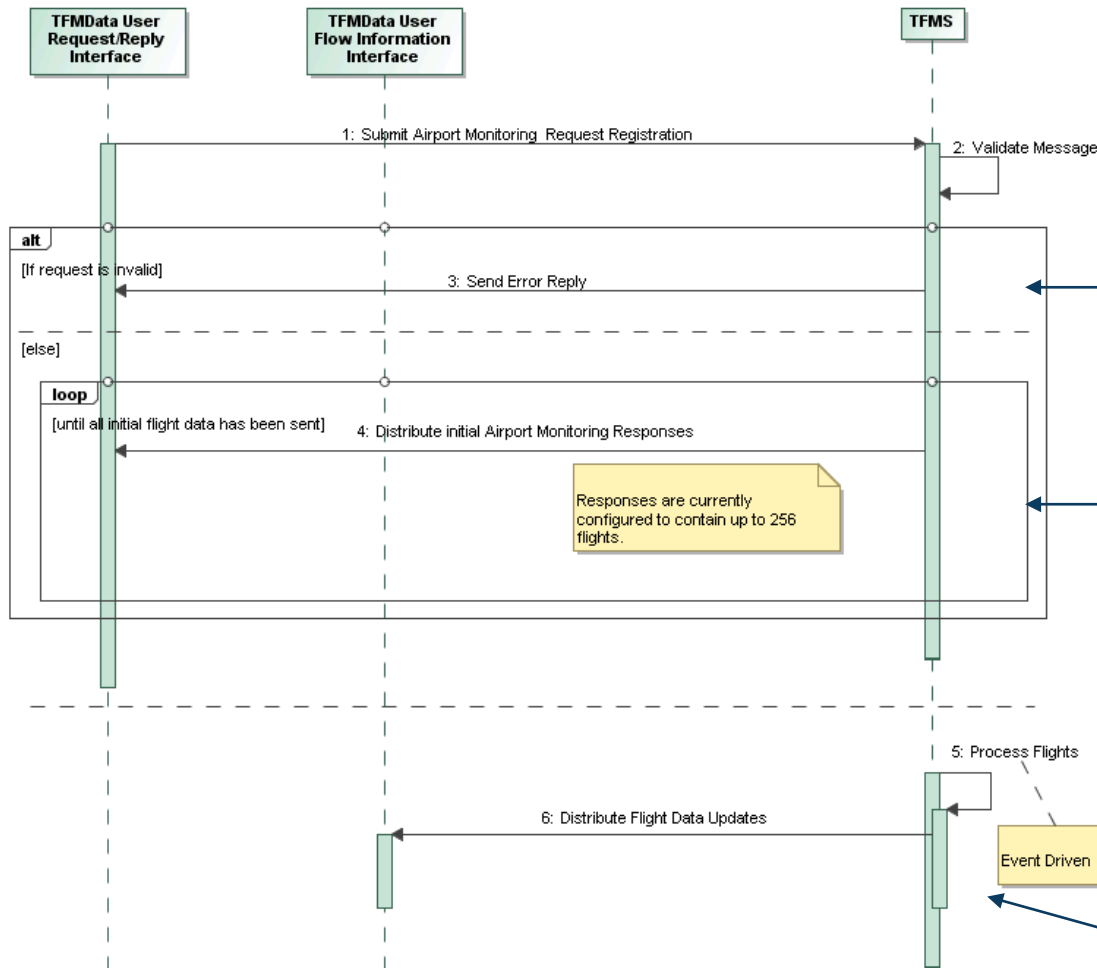 TFMData User
Request/Reply
Interface
TFMData User
Flow Information
Interface
TFMS
1: Submit Airport Monitoring  Request Registration
2: Validate Message
alt
[If request is invalid]
3: Send Error Reply
[else]
loop
[until all initial flight data has been sent]
4: Distribute initial Airport Monitoring Responses
Responses are currently
configured to contain up to 256
flights.
5: Process Flights
6: Distribute Flight Data Updates
Event Driven